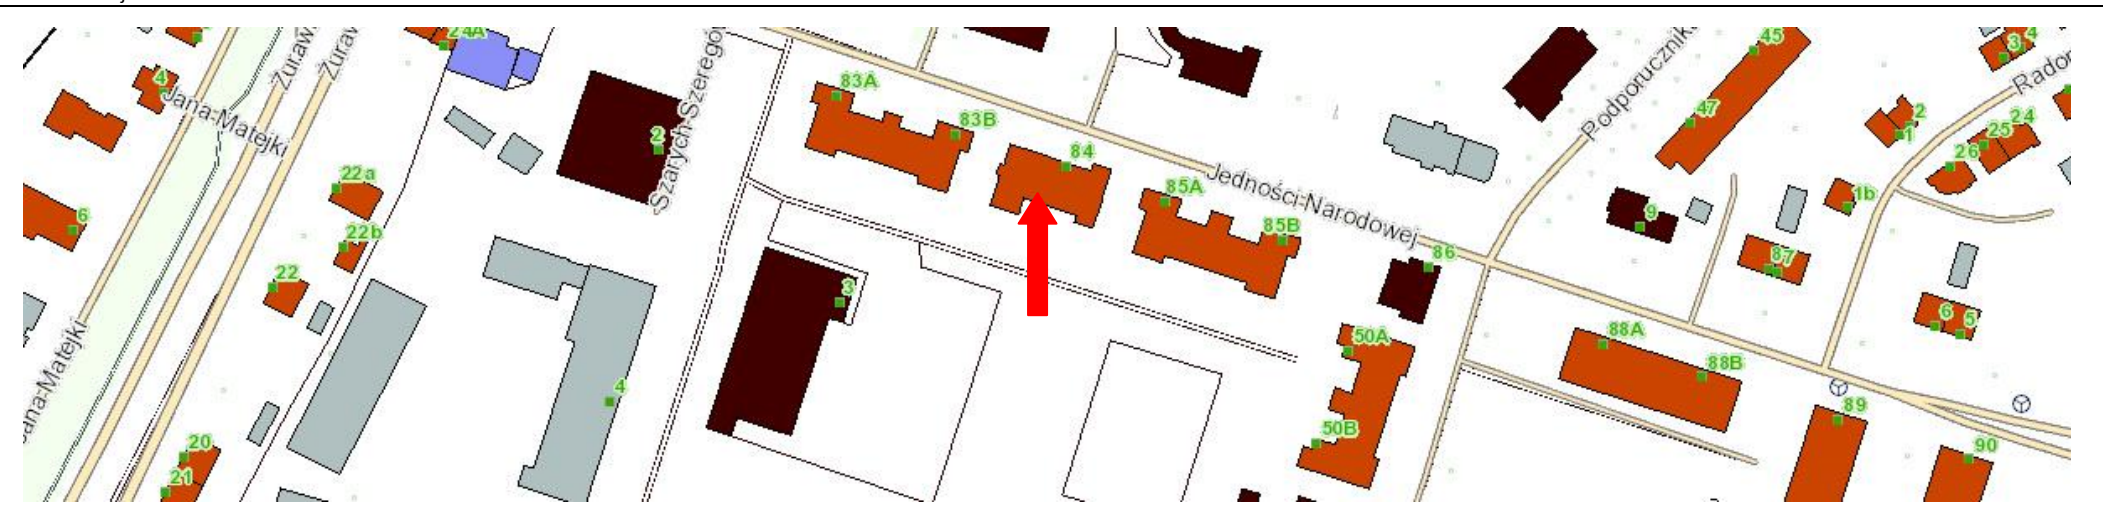 24A
45
3
4
4
83A
Jana-Matejki
Żuraw
Żuraw
Szarych-Szeregów
2
83B
84
47
Podporucznik
Rador
1
2
24
25
26
22a
22b
22
6
85A
85B
Jedności-Narodowej
86
9
1b
87
3
4
50A
50B
88A
88B
6
5
89
90
Jana-Matejki
20
21